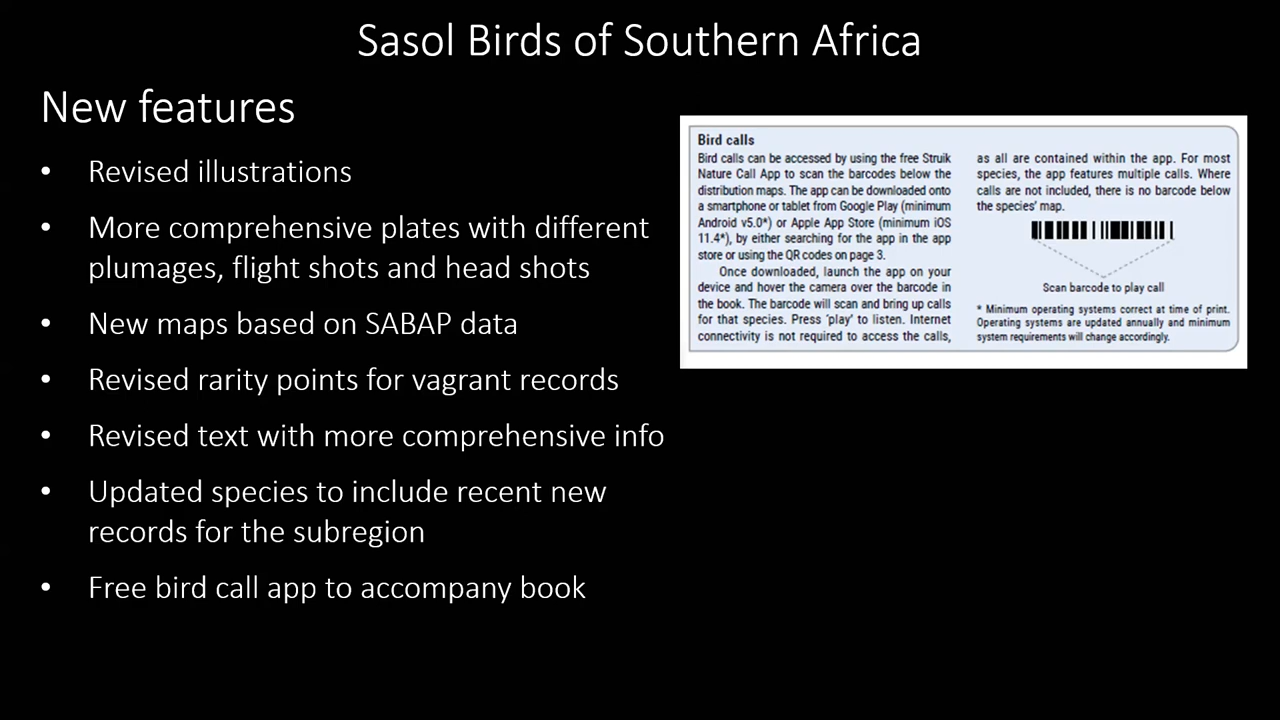 Sasol Birds of Southern Africa
New features
• Revised illustrations
• More comprehensive plates with different
plumages, flight shots and head shots
• New maps based on SABAP data
• Revised rarity points for vagrant records
• Revised text with more comprehensive info
• Updated species to include recent new
records for the subregion
• Free bird call app to accompany book
Bird calls
Bird calls can be accessed by using the free Struik
Nature Call App to scan the barcodes below the
distribution maps. The app can be downloaded onto
a smartphone or tablet from Google Play (minimum
Android v5.0*) or Apple App Store (minimum iOS
11.4*), by either searching for the app in the app
store or using the QR codes on page 3.
Once downloaded, launch the app on your
device and hover the camera over the barcode in
the book. The barcode will scan and bring up calls
for that species. Press 'play' to listen. Internet
connectivity is not required to access the calls,
as all are contained within the app. For most
species, the app features multiple calls. Where
calls are not included, there is no barcode below
the species' map.
Scan barcode to play call
* Minimum operating systems correct at time of print.
Operating systems are updated annually and minimum
system requirements will change accordingly.